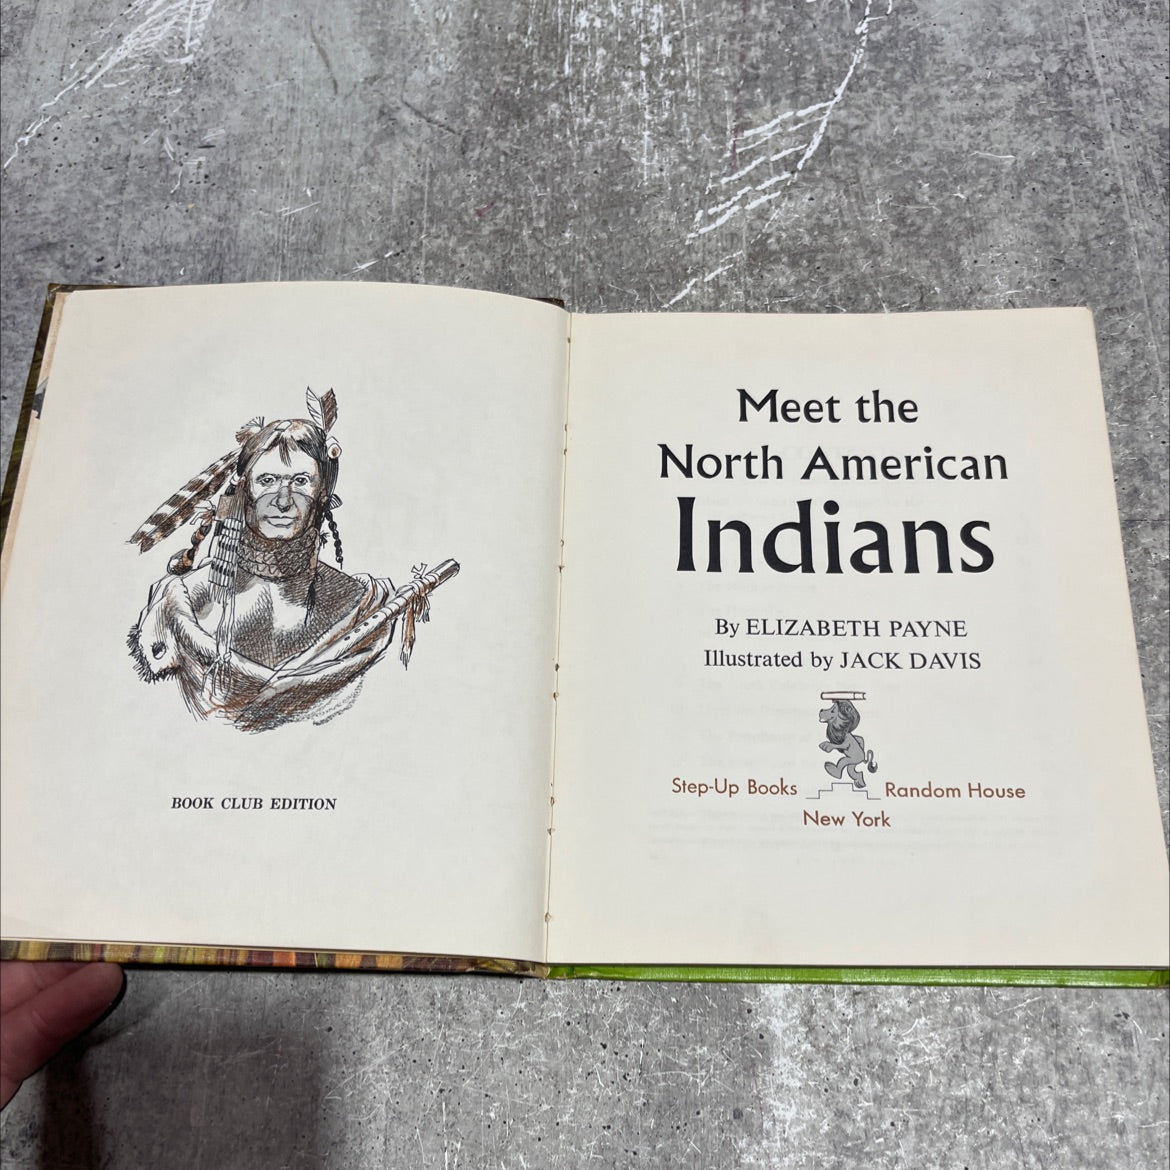 BOOK CLUB EDITION
Meet the
North American
Indians
By ELIZABETH PAYNE
Illustrated by JACK DAVIS
Step-Up Books Random House
New York